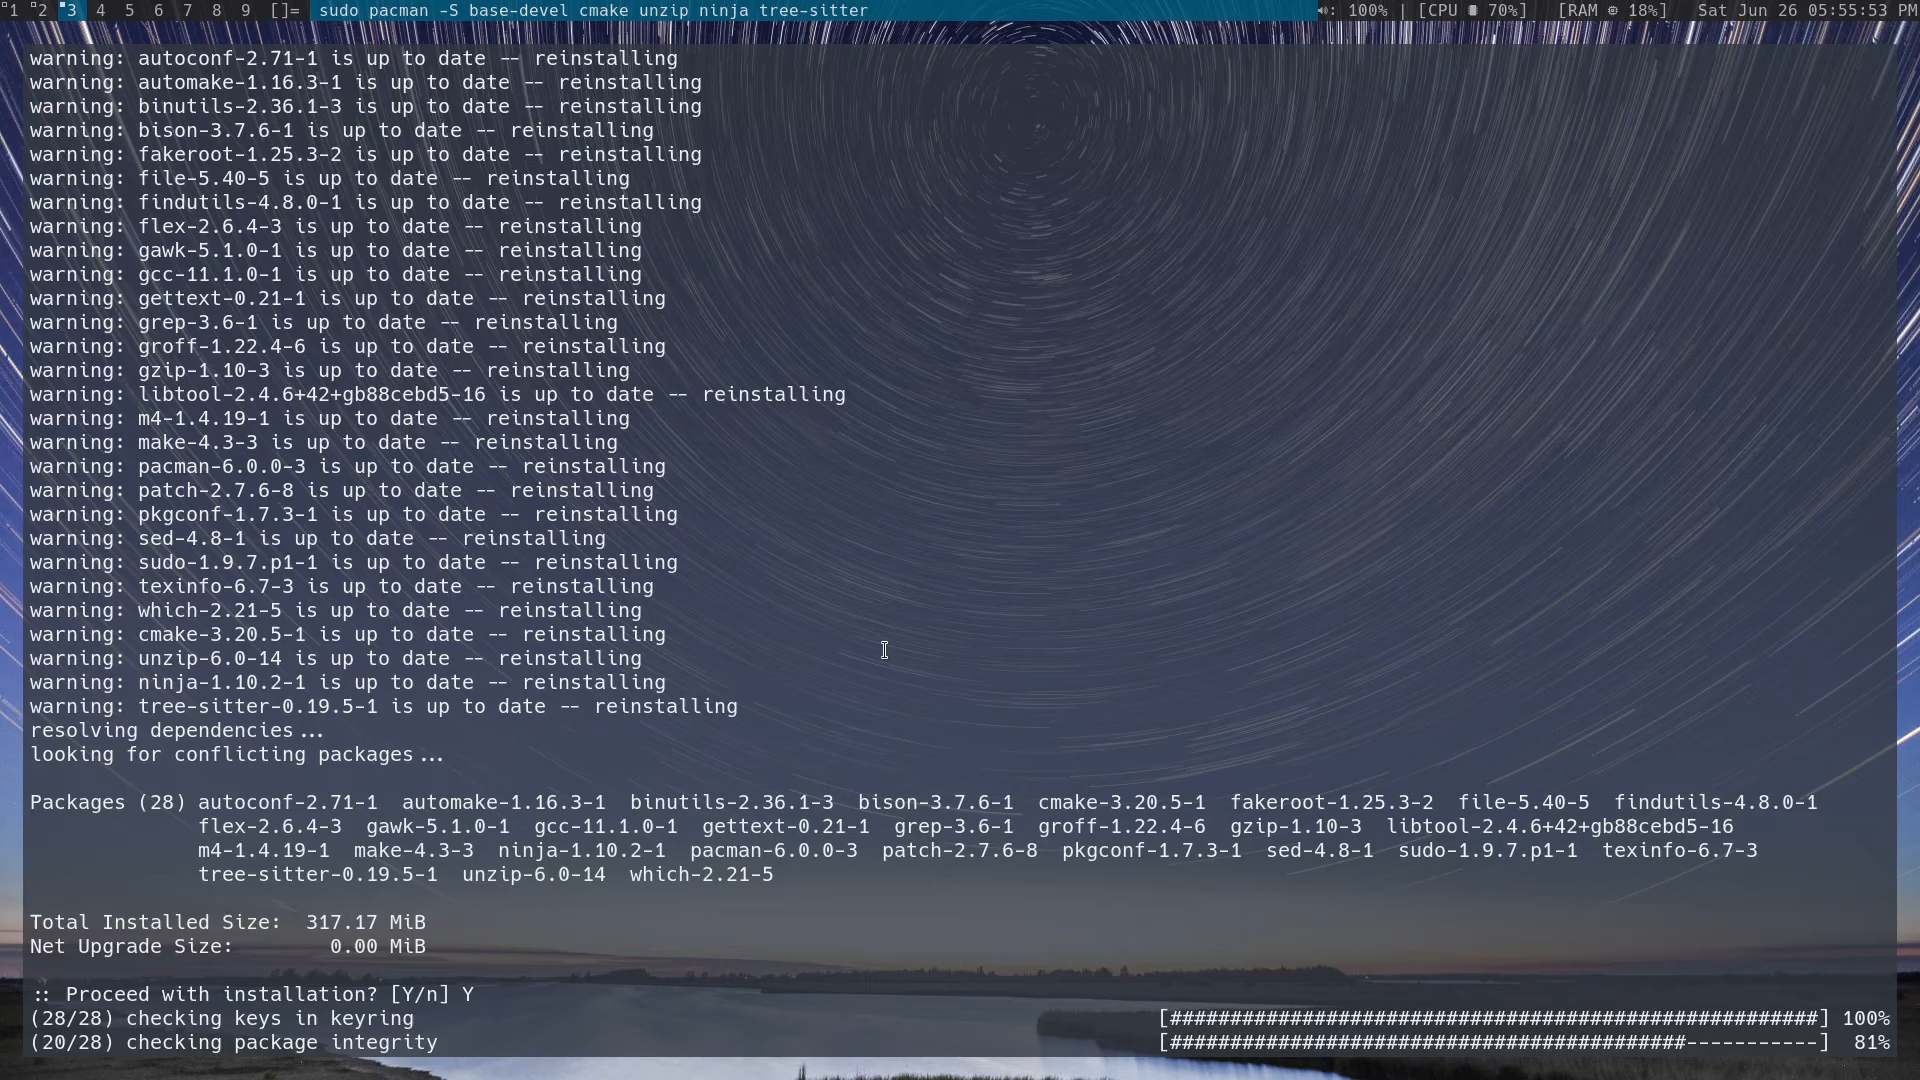 1 2 3 4 5 6 7 8 9 []= sudo pacman -S base-devel cmake unzip ninja tree-sitter : 100% | [CPU 70%] [RAM 18%] Sat Jun 26 05:55:53 PM
warning: autoconf-2.71-1 is up to date -- reinstalling
warning: automake-1.16.3-1 is up to date -- reinstalling
warning: binutils-2.36.1-3 is up to date -- reinstalling
warning: bison-3.7.6-1 is up to date -- reinstalling
warning: fakeroot-1.25.3-2 is up to date -- reinstalling
warning: file-5.40-5 is up to date -- reinstalling
warning: findutils-4.8.0-1 is up to date -- reinstalling
warning: flex-2.6.4-3 is up to date -- reinstalling
warning: gawk-5.1.0-1 is up to date -- reinstalling
warning: gcc-11.1.0-1 is up to date -- reinstalling
warning: gettext-0.21-1 is up to date -- reinstalling
warning: grep-3.6-1 is up to date -- reinstalling
warning: groff-1.22.4-6 is up to date -- reinstalling
warning: gzip-1.10-3 is up to date -- reinstalling
warning: libtool-2.4.6+42+gb88cebd5-16 is up to date -- reinstalling
warning: m4-1.4.19-1 is up to date -- reinstalling
warning: make-4.3-3 is up to date -- reinstalling
warning: pacman-6.0.0-3 is up to date -- reinstalling
warning: patch-2.7.6-8 is up to date -- reinstalling
warning: pkgconf-1.7.3-1 is up to date -- reinstalling
warning: sed-4.8-1 is up to date -- reinstalling
warning: sudo-1.9.7.p1-1 is up to date -- reinstalling
warning: texinfo-6.7-3 is up to date -- reinstalling
warning: which-2.21-5 is up to date -- reinstalling
warning: cmake-3.20.5-1 is up to date -- reinstalling
warning: unzip-6.0-14 is up to date -- reinstalling
warning: ninja-1.10.2-1 is up to date -- reinstalling
warning: tree-sitter-0.19.5-1 is up to date -- reinstalling
resolving dependencies...
looking for conflicting packages...
Packages (28) autoconf-2.71-1 automake-1.16.3-1 binutils-2.36.1-3 bison-3.7.6-1 cmake-3.20.5-1 fakeroot-1.25.3-2 file-5.40-5 findutils-4.8.0-1
flex-2.6.4-3 gawk-5.1.0-1 gcc-11.1.0-1 gettext-0.21-1 grep-3.6-1 groff-1.22.4-6 gzip-1.10-3 libtool-2.4.6+42+gb88cebd5-16
m4-1.4.19-1 make-4.3-3 ninja-1.10.2-1 pacman-6.0.0-3 patch-2.7.6-8 pkgconf-1.7.3-1 sed-4.8-1 sudo-1.9.7.p1-1 texinfo-6.7-3
tree-sitter-0.19.5-1 unzip-6.0-14 which-2.21-5
Total Installed Size: 317.17 MiB
Net Upgrade Size: 0.00 MiB
:: Proceed with installation? [Y/n] Y
(28/28) checking keys in keyring [######################################################] 100%
(20/28) checking package integrity [###########################################-----------] 81%